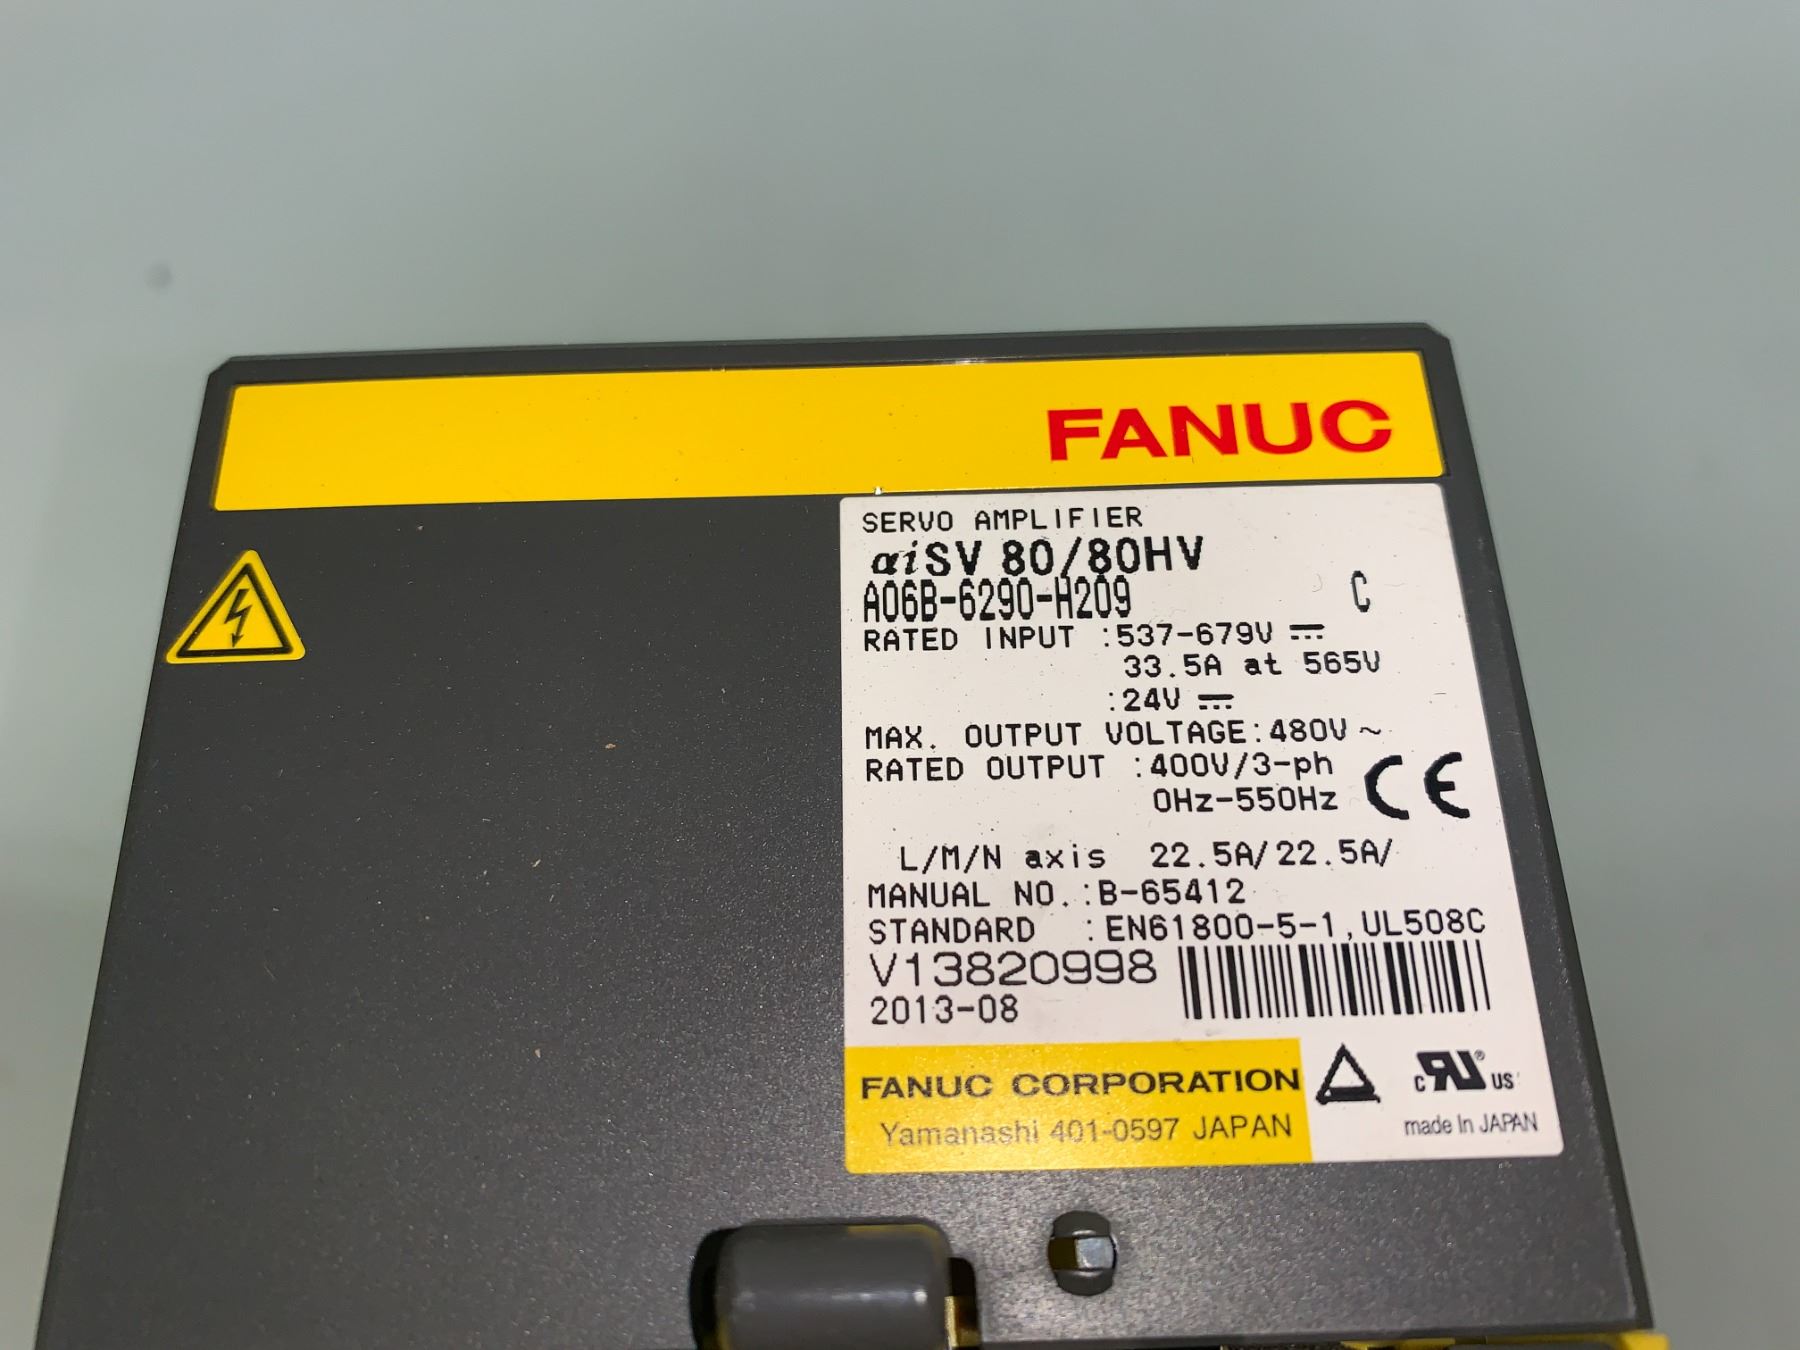 FANUC
SERVO AMPLIFIER
αiSV 80/80HV
A06B-6290-H209 C
RATED INPUT :537-679V ⎓
33.5A at 565V
:24V ⎓
MAX. OUTPUT VOLTAGE:480V~
RATED OUTPUT :400V/3-ph
0Hz-550Hz
CE
L/M/N axis 22.5A/22.5A/
MANUAL NO.:B-65412
STANDARD :EN61800-5-1,UL508C
V13820998
2013-08
FANUC CORPORATION
Yamanashi 401-0597 JAPAN
c RU ® US
made In JAPAN